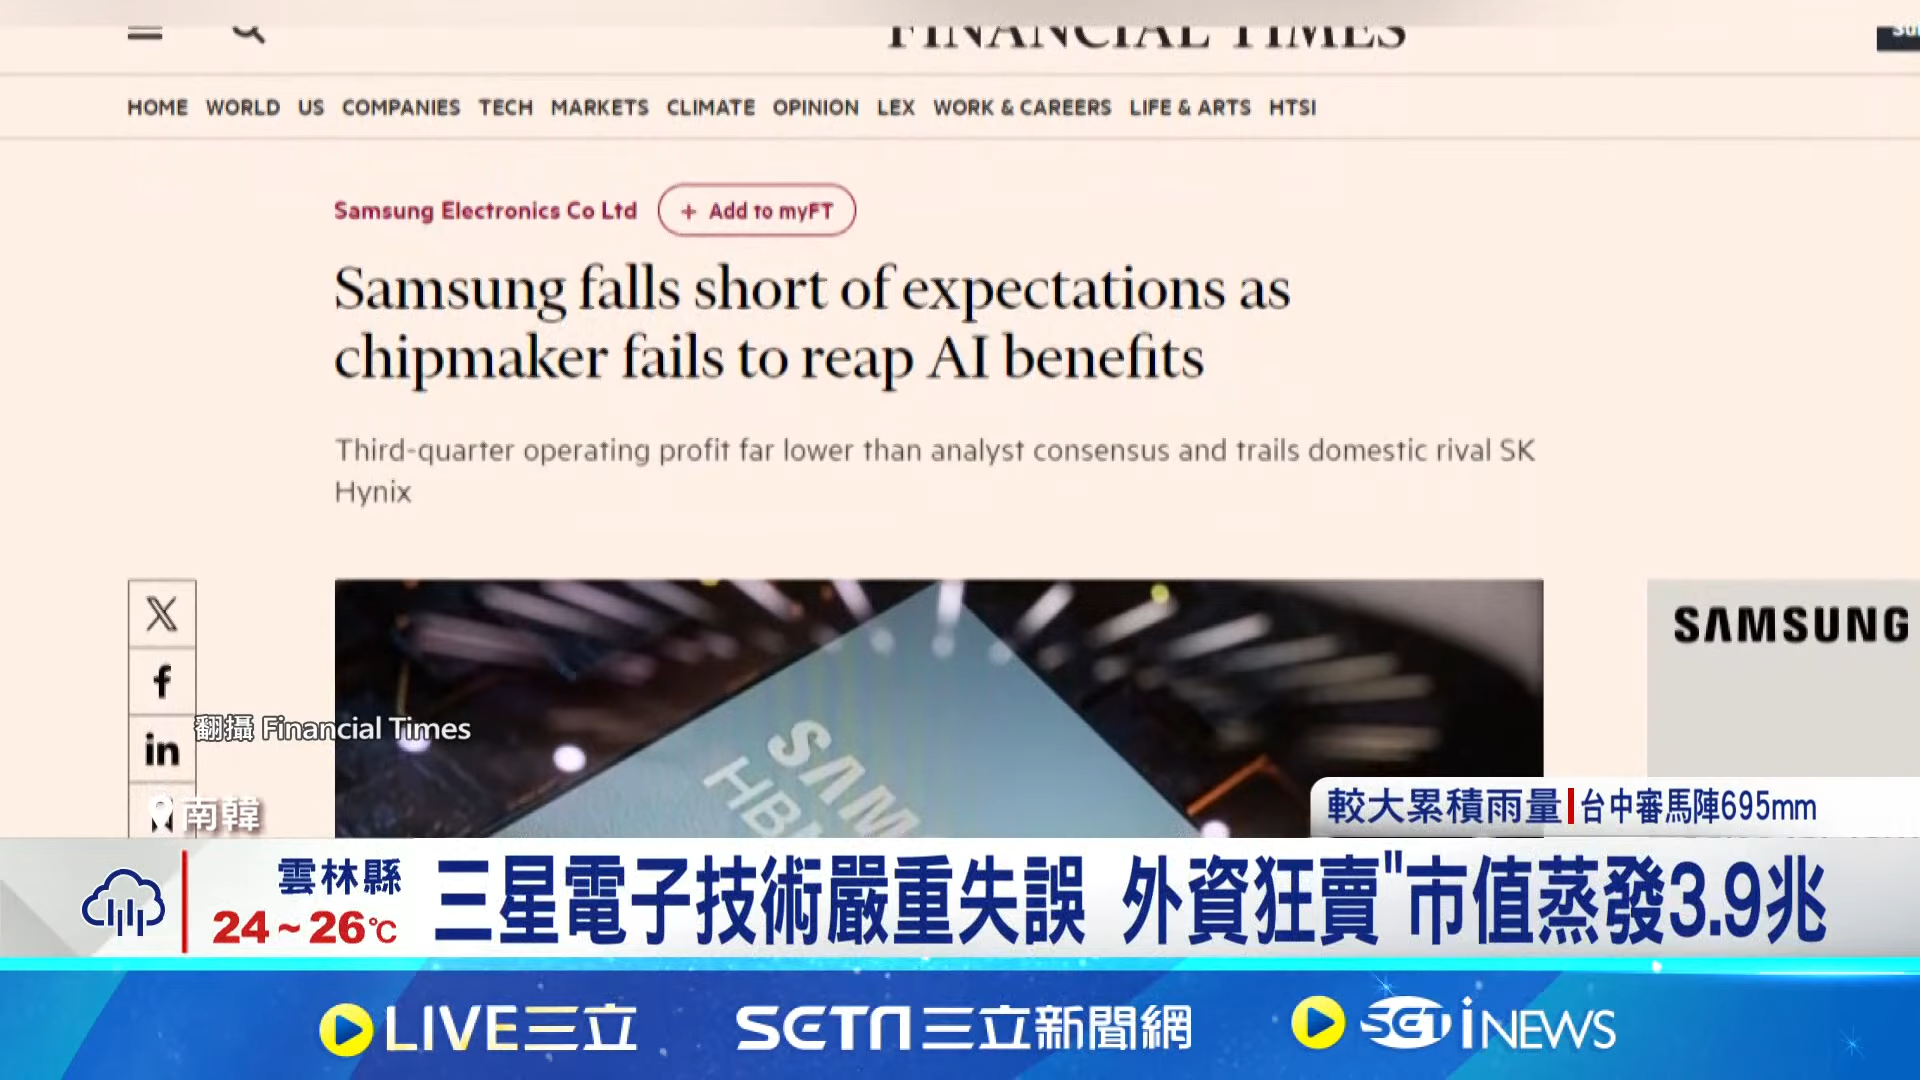 FINANCIAL TIMES
HOME WORLD US COMPANIES TECH MARKETS CLIMATE OPINION LEX WORK & CAREERS LIFE & ARTS HTSI
Samsung Electronics Co Ltd + Add to myFT
Samsung falls short of expectations as
chipmaker fails to reap AI benefits
Third-quarter operating profit far lower than analyst consensus and trails domestic rival SK
Hynix
SAMSUNG
翻攝 Financial Times
南韓
較大累積雨量 台中審馬陣695mm
雲林縣
24~26℃
三星電子技術嚴重失誤 外資狂賣"市值蒸發3.9兆
LIVE三立 SETN三立新聞網 SETiNEWS